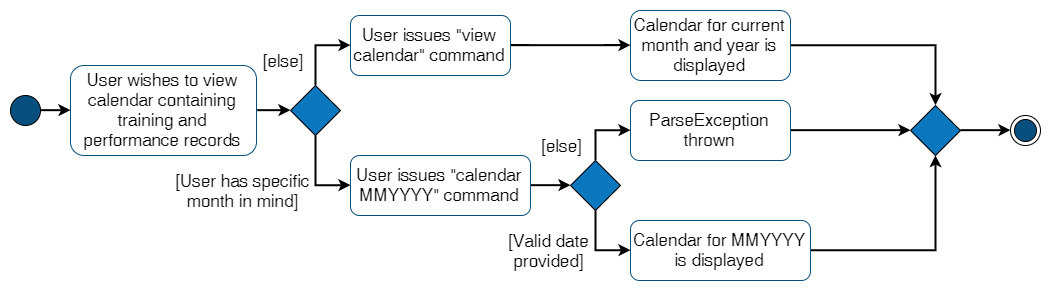 User wishes to view
calendar containing
training and
performance records
[else]
User issues "view
calendar" command
Calendar for current
month and year is
displayed
[User has specific
month in mind]
User issues "calendar
MMYYYY" command
[else]
ParseException
thrown
[Valid date
provided]
Calendar for MMYYYY
is displayed